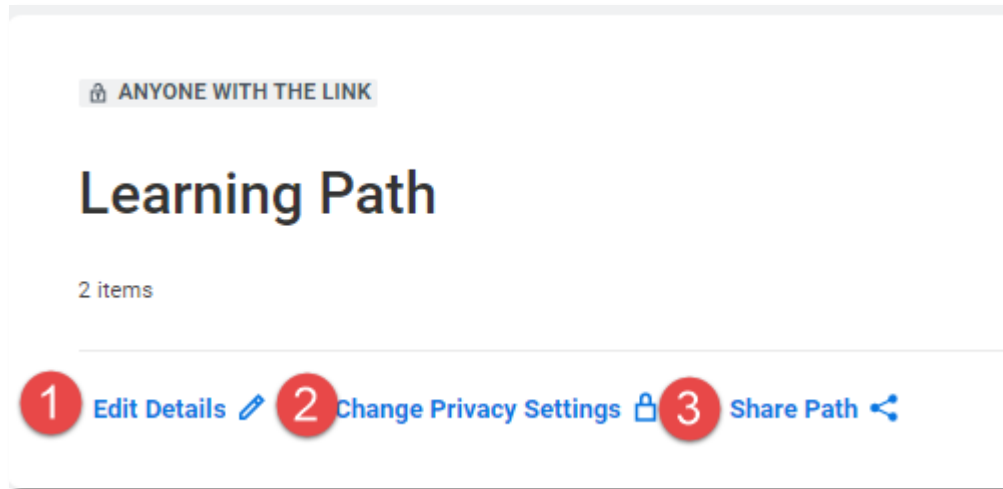 ANYONE WITH THE LINK
Learning Path
2 items
1 Edit Details 2 Change Privacy Settings 3 Share Path